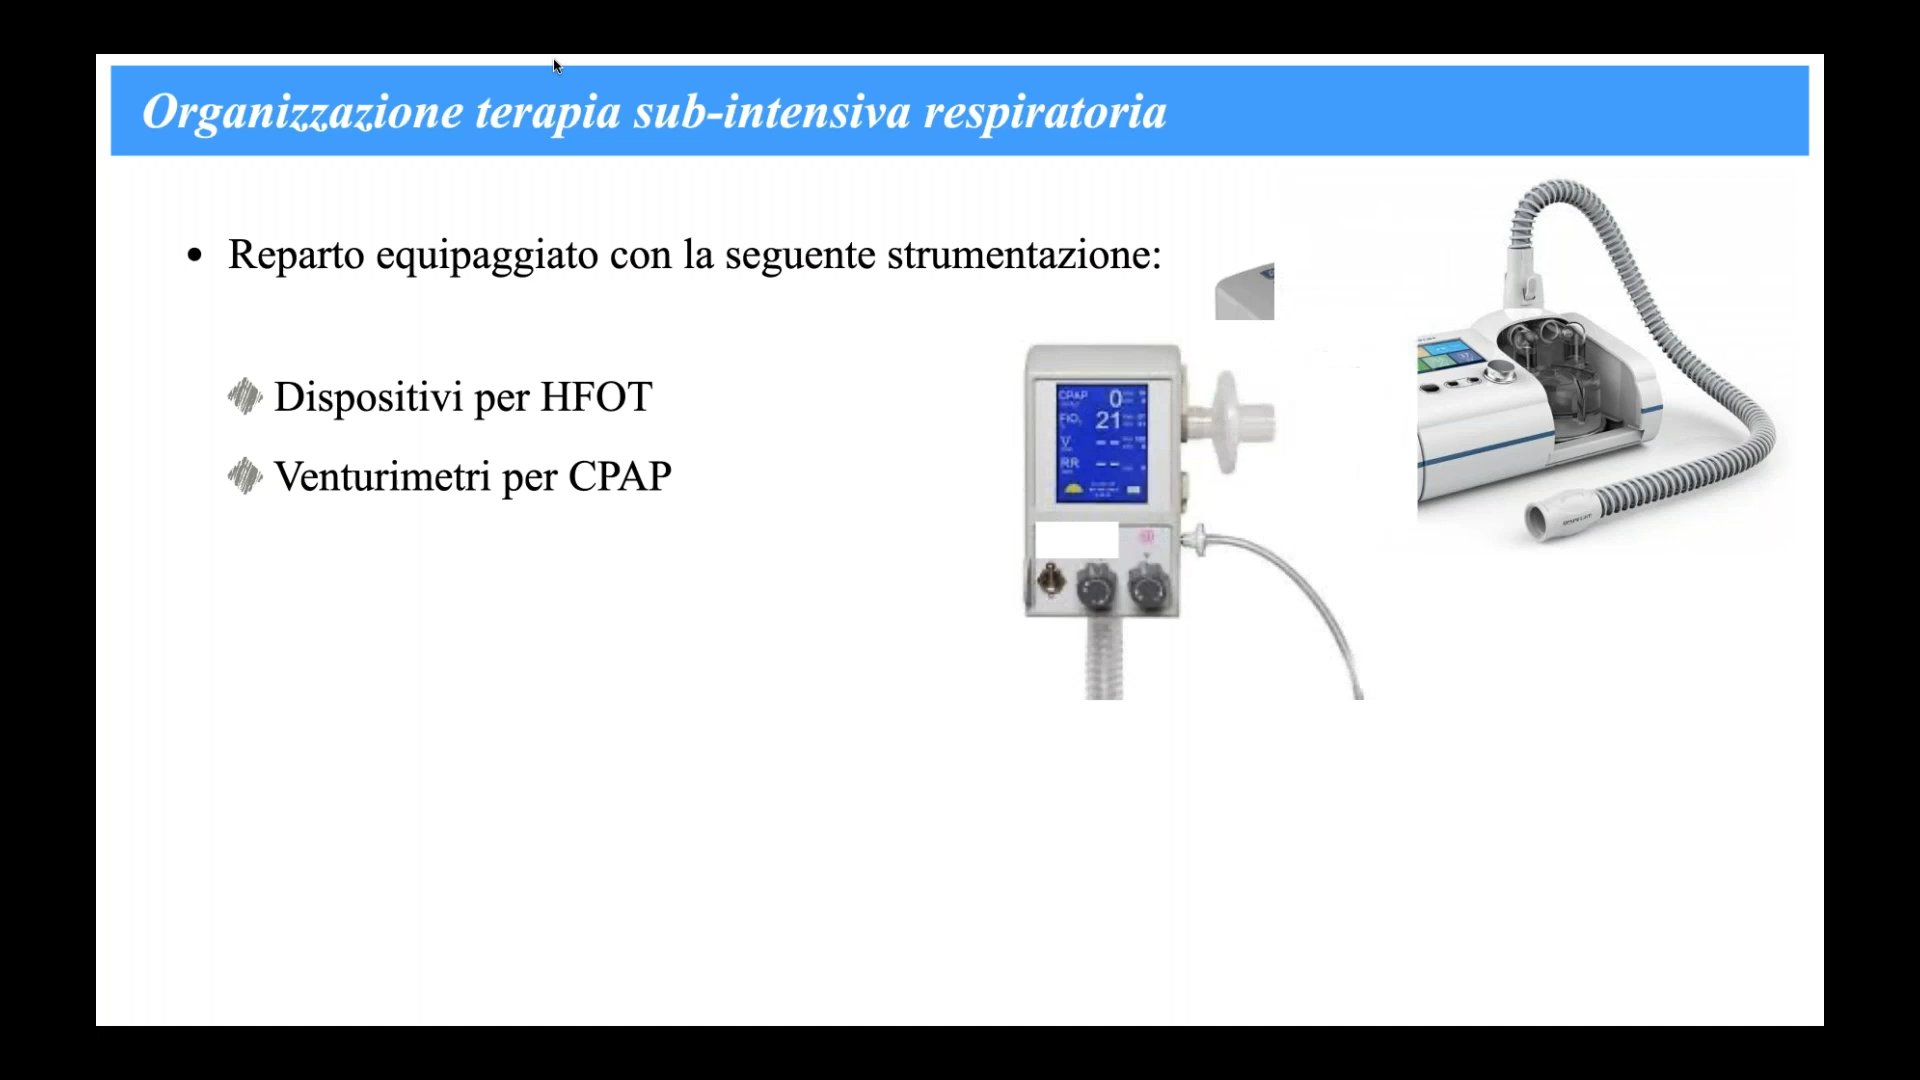 Organizzazione terapia sub-intensiva respiratoria
• Reparto equipaggiato con la seguente strumentazione:
Dispositivi per HFOT
Venturimetri per CPAP
CPAP 0
FiO₂ 21
V --
RR --